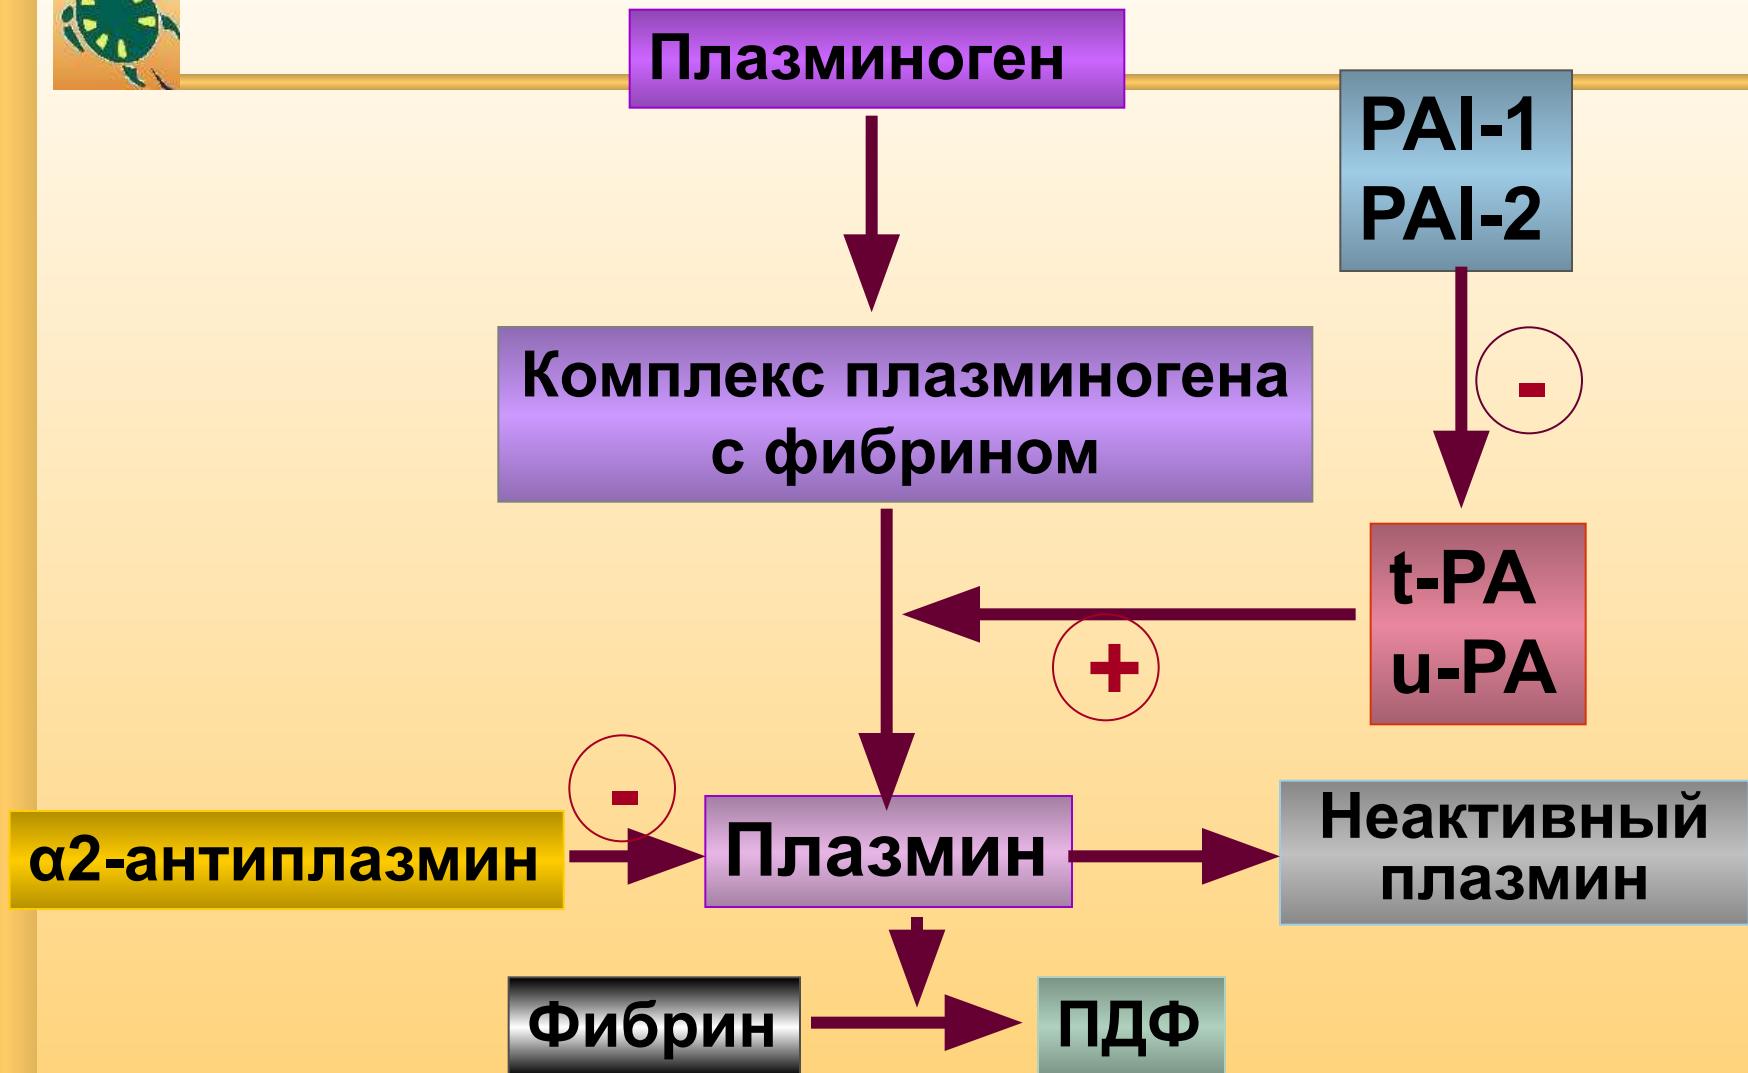 Плазминоген
PAI-1
PAI-2
Комплекс плазминогена
с фибрином
-
t-PA
u-PA
+
-
α2-антиплазмин
Плазмин
Неактивный
плазмин
Фибрин
ПДФ